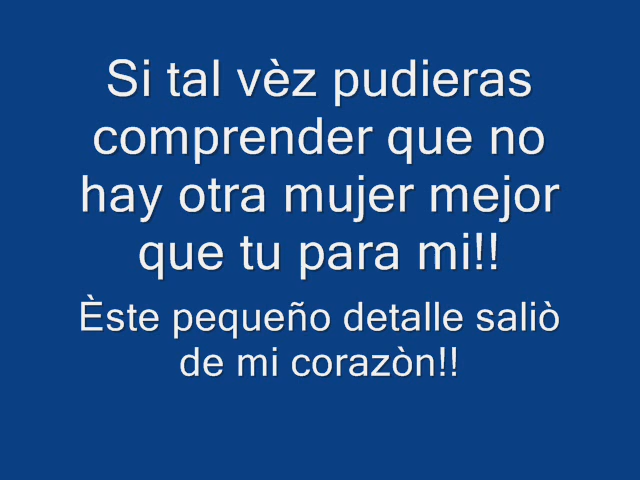 Si tal vèz pudieras
comprender que no
hay otra mujer mejor
que tu para mi!!
Èste pequeño detalle saliò
de mi corazòn!!